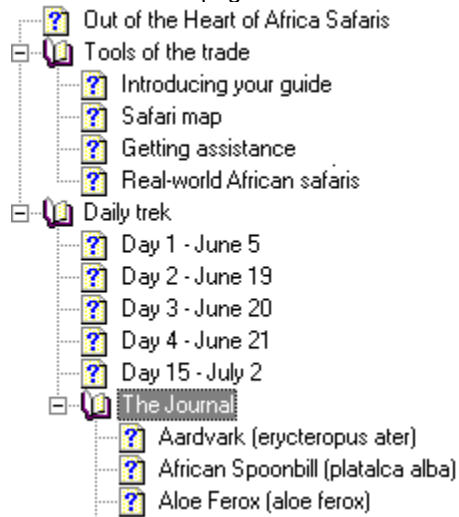 Out of the Heart of Africa Safaris
Tools of the trade
Introducing your guide
Safari map
Getting assistance
Real-world African safaris
Daily trek
Day 1 - June 5
Day 2 - June 19
Day 3 - June 20
Day 4 - June 21
Day 15 - July 2
The Journal
Aardvark (erycteropus ater)
African Spoonbill (platalca alba)
Aloe Ferox (aloe ferox)